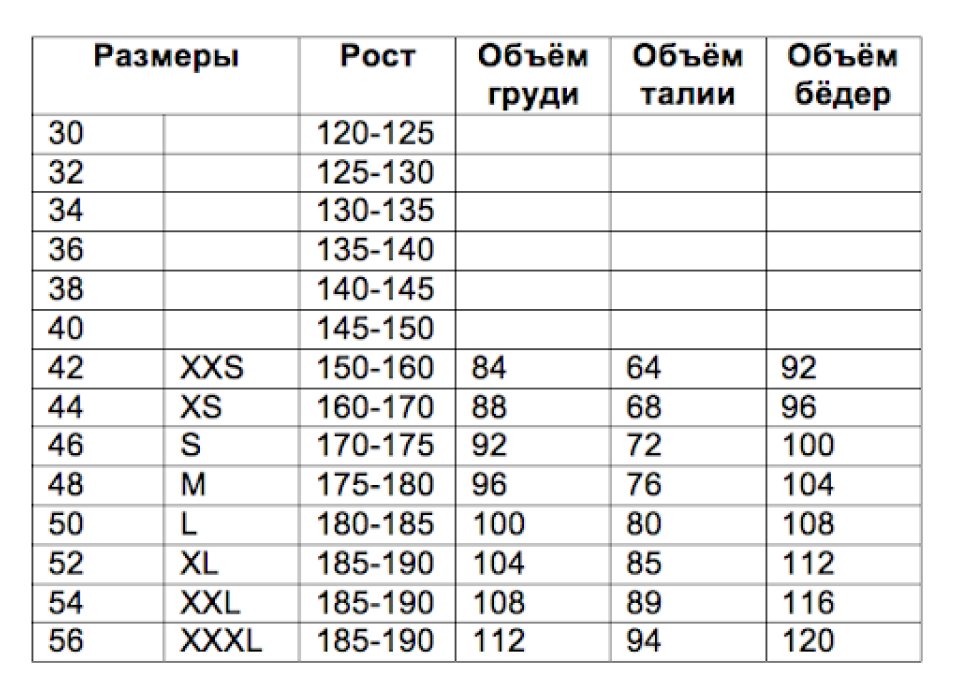 Размеры Рост Объём груди Объём талии Объём бёдер
30 120-125
32 125-130
34 130-135
36 135-140
38 140-145
40 145-150
42 XXS 150-160 84 64 92
44 XS 160-170 88 68 96
46 S 170-175 92 72 100
48 M 175-180 96 76 104
50 L 180-185 100 80 108
52 XL 185-190 104 85 112
54 XXL 185-190 108 89 116
56 XXXL 185-190 112 94 120